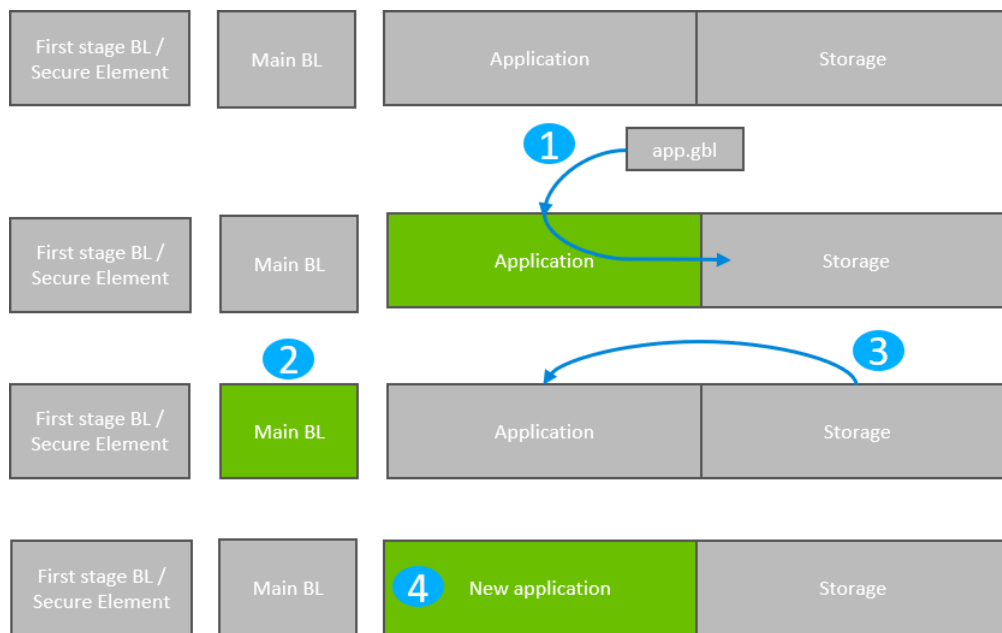 First stage BL /
Secure Element
Main BL
Application
Storage
1
app.gbl
First stage BL /
Secure Element
Main BL
Application
Storage
2
3
First stage BL /
Secure Element
Main BL
Application
Storage
First stage BL /
Secure Element
Main BL
4
New application
Storage